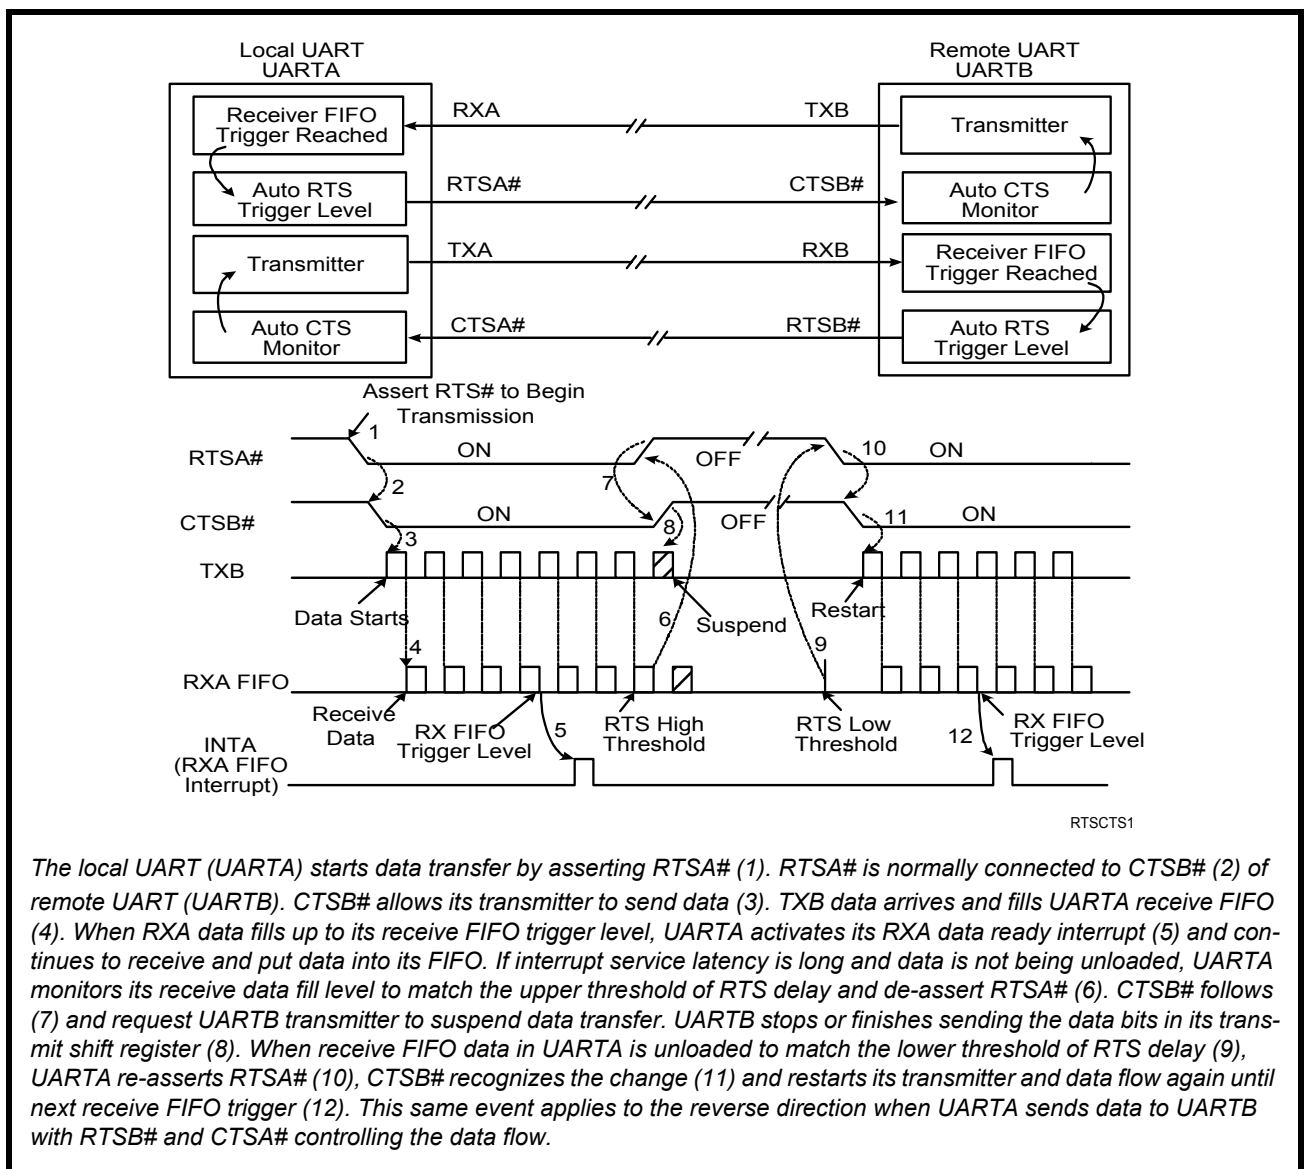 Local UART
UARTA
Remote UART
UARTB
Receiver FIFO
Trigger Reached
RXA
TXB
Transmitter
Auto RTS
Trigger Level
RTSA#
CTSB#
Auto CTS
Monitor
Transmitter
TXA
RXB
Receiver FIFO
Trigger Reached
Auto CTS
Monitor
CTSA#
RTSB#
Auto RTS
Trigger Level
Assert RTS# to Begin
Transmission
RTSA#
1
ON
7
OFF
10
ON
2
CTSB#
ON
8
OFF
11
ON
3
TXB
Data Starts
6
Suspend
Restart
4
9
RXA FIFO
Receive
Data
RX FIFO
Trigger Level
5
RTS High
Threshold
RTS Low
Threshold
12
RX FIFO
Trigger Level
INTA
(RXA FIFO
Interrupt)
RTSCTS1
The local UART (UARTA) starts data transfer by asserting RTSA# (1). RTSA# is normally connected to CTSB# (2) of
remote UART (UARTB). CTSB# allows its transmitter to send data (3). TXB data arrives and fills UARTA receive FIFO
(4). When RXA data fills up to its receive FIFO trigger level, UARTA activates its RXA data ready interrupt (5) and con-
tinues to receive and put data into its FIFO. If interrupt service latency is long and data is not being unloaded, UARTA
monitors its receive data fill level to match the upper threshold of RTS delay and de-assert RTSA# (6). CTSB# follows
(7) and request UARTB transmitter to suspend data transfer. UARTB stops or finishes sending the data bits in its trans-
mit shift register (8). When receive FIFO data in UARTA is unloaded to match the lower threshold of RTS delay (9),
UARTA re-asserts RTSA# (10), CTSB# recognizes the change (11) and restarts its transmitter and data flow again until
next receive FIFO trigger (12). This same event applies to the reverse direction when UARTA sends data to UARTB
with RTSB# and CTSA# controlling the data flow.